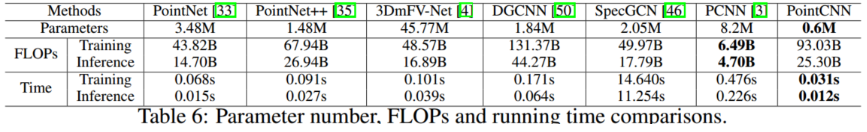 Methods PointNet [33] PointNet++ [35] 3DmFV-Net [4] DGCNN [50] SpecGCN [46] PCNN [3] PointCNN
Parameters 3.48M 1.48M 45.77M 1.84M 2.05M 8.2M 0.6M
FLOPs Training 43.82B 67.94B 48.57B 131.37B 49.97B 6.49B 93.03B
Inference 14.70B 26.94B 16.89B 44.27B 17.79B 4.70B 25.30B
Time Training 0.068s 0.091s 0.101s 0.171s 14.640s 0.476s 0.031s
Inference 0.015s 0.027s 0.039s 0.064s 11.254s 0.226s 0.012s
Table 6: Parameter number, FLOPs and running time comparisons.